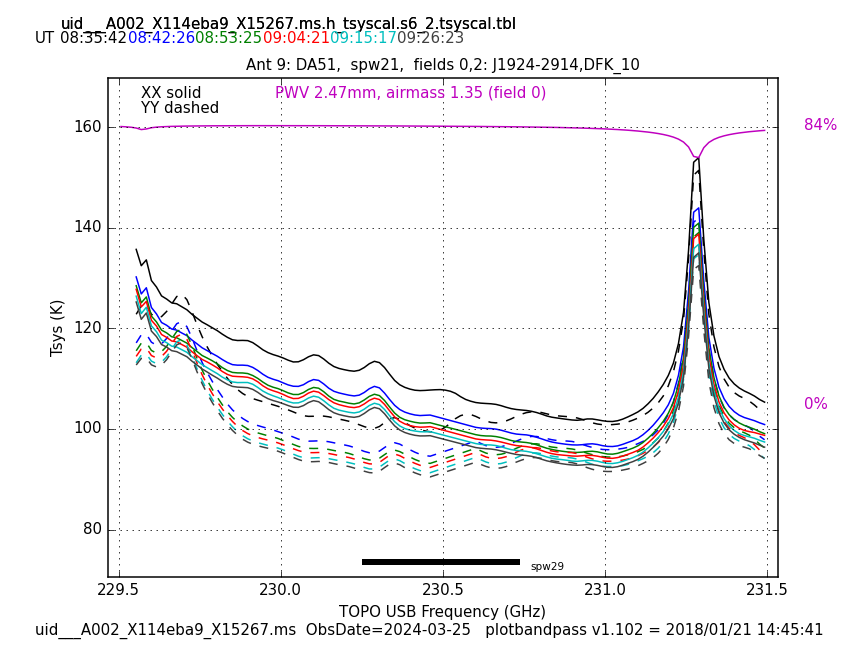 uid___A002_X114eba9_X15267.ms.h_tsyscal.s6_2.tsyscal.tbl
UT 08:35:42 08:42:26 08:53:25 09:04:21 09:15:17 09:26:23
Ant 9: DA51,  spw21,  fields 0,2: J1924-2914,DFK_10
XX solid PWV 2.47mm, airmass 1.35 (field 0)
YY dashed
160 84%
140
120
Tsys (K)
0%
100
80
spw29
229.5 230.0 230.5 231.0 231.5
TOPO USB Frequency (GHz)
uid___A002_X114eba9_X15267.ms  ObsDate=2024-03-25   plotbandpass v1.102 = 2018/01/21 14:45:41